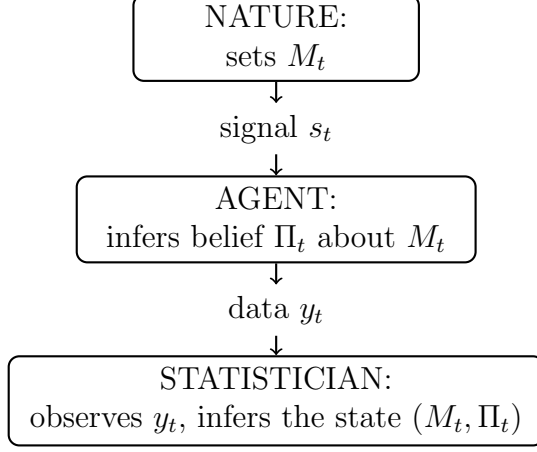 NATURE:
sets M_t
signal s_t
AGENT:
infers belief Π_t about M_t
data y_t
STATISTICIAN:
observes y_t, infers the state (M_t, Π_t)